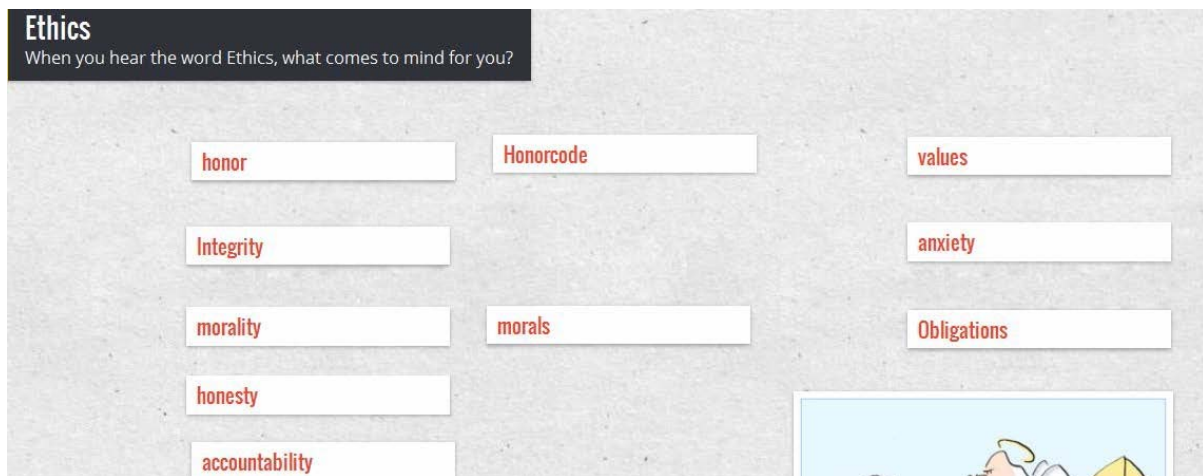 Ethics
When you hear the word Ethics, what comes to mind for you?
honor
Honorcode
values
Integrity
anxiety
morality
morals
Obligations
honesty
accountability